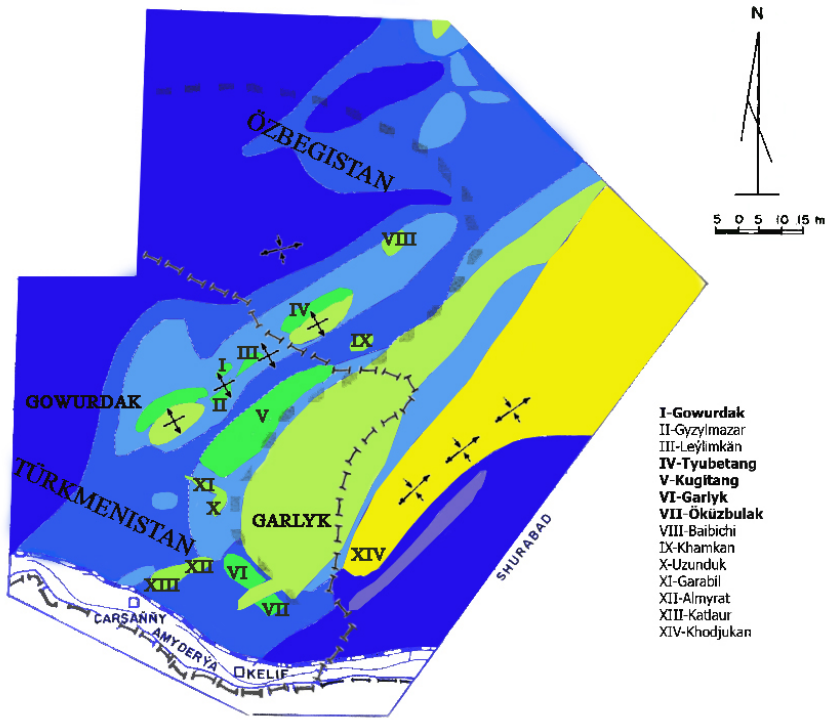 N
5 0 5 10 15 m
ÖZBEGISTAN
VIII
IV
IX
III
I
II
GOWURDAK
V
TÜRKMENISTAN
XI
X
GARLYK
XIV
SHURABAD
XII
XIII
VI
VII
ÇARŞAŇŇY
AMYDERÝA
KELIF
I-Gowurdak
II-Gyzylmazar
III-Leýlimkän
IV-Tyubetang
V-Kugitang
VI-Garlyk
VII-Öküzbulak
VIII-Baibichi
IX-Khamkan
X-Uzunduk
XI-Garabil
XII-Almyrat
XIII-Katlaur
XIV-Khodjukan